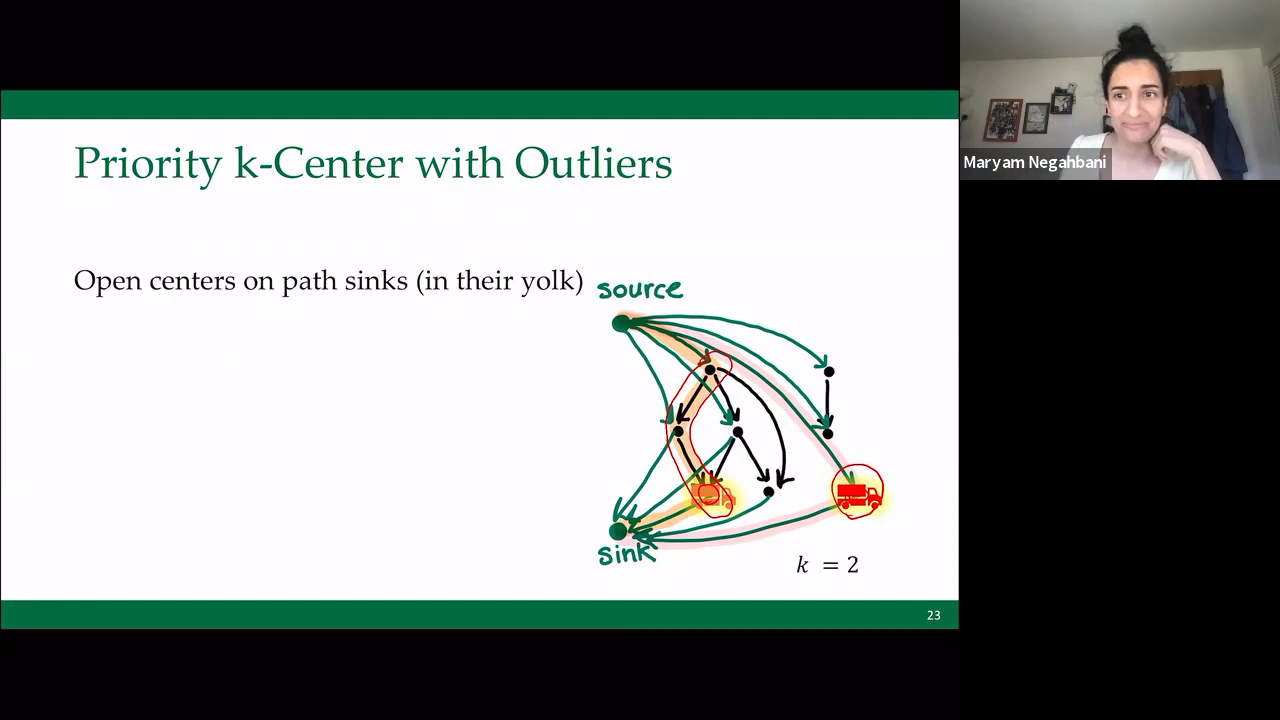 Priority k-Center with Outliers
Maryam Negahbani
Open centers on path sinks (in their yolk)
source
sink
k = 2
23